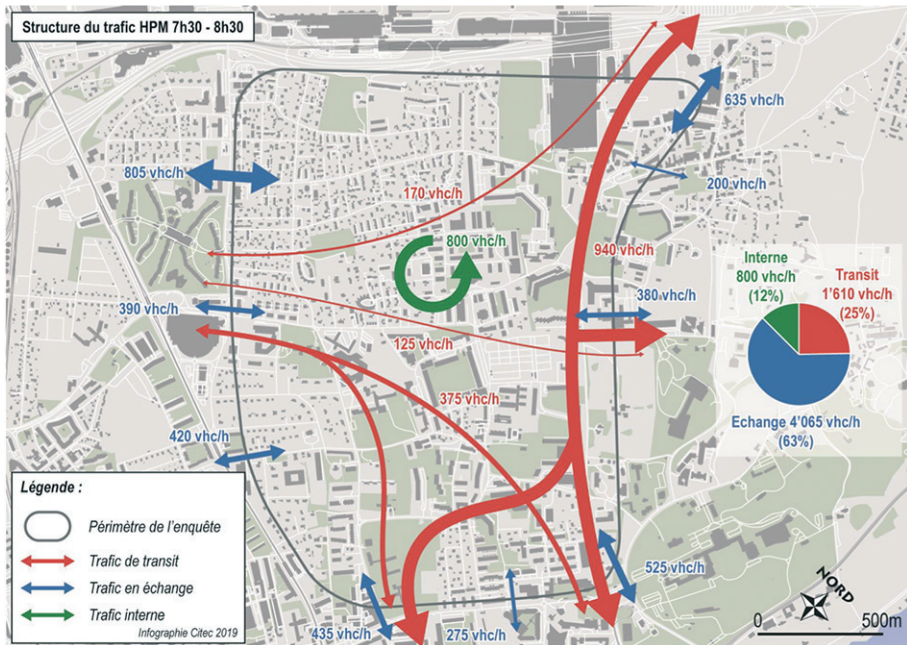 Structure du trafic HPM 7h30 - 8h30
635 vhc/h
805 vhc/h
200 vhc/h
170 vhc/h
800 vhc/h
940 vhc/h
Interne
800 vhc/h
(12%)
Transit
1'610 vhc/h
(25%)
390 vhc/h
380 vhc/h
125 vhc/h
375 vhc/h
Echange 4'065 vhc/h
(63%)
420 vhc/h
Légende :
Périmètre de l'enquête
Trafic de transit
Trafic en échange
Trafic interne
Infographie Citec 2019
525 vhc/h
435 vhc/h
275 vhc/h
NORD
0 500m